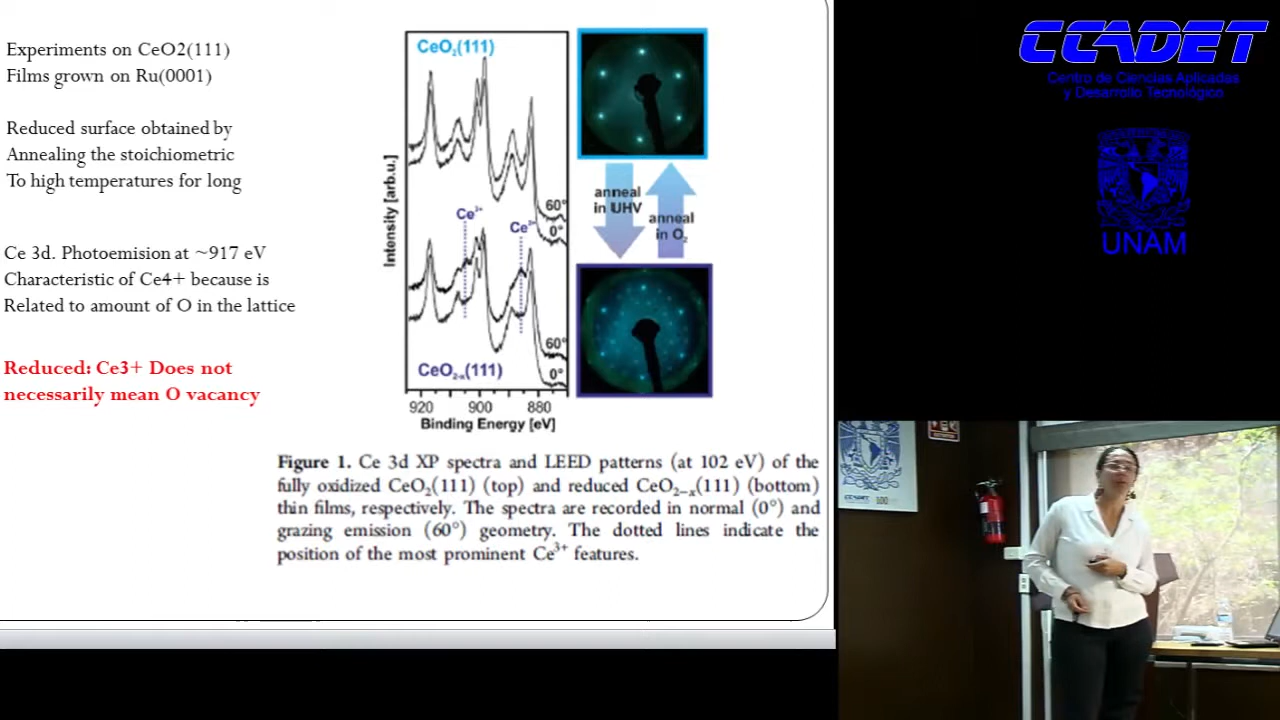 Experiments on CeO2(111)
Films grown on Ru(0001)
Reduced surface obtained by
Annealing the stoichiometric
To high temperatures for long
Ce 3d. Photoemision at ~917 eV
Characteristic of Ce4+ because is
Related to amount of O in the lattice
Reduced: Ce3+ Does not
necessarily mean O vacancy
CeO₂(111)
Intensity [arb.u.]
60°
0°
Ce³⁺
Ce³⁺
60°
0°
CeO₂₋ₓ(111)
920 900 880
Binding Energy [eV]
anneal
in UHV
anneal
in O₂
Figure 1. Ce 3d XP spectra and LEED patterns (at 102 eV) of the
fully oxidized CeO₂(111) (top) and reduced CeO₂₋ₓ(111) (bottom)
thin films, respectively. The spectra are recorded in normal (0°) and
grazing emission (60°) geometry. The dotted lines indicate the
position of the most prominent Ce³⁺ features.
CCADET
Centro de Ciencias Aplicadas
y Desarrollo Tecnológico
UNAM
CCADET
100